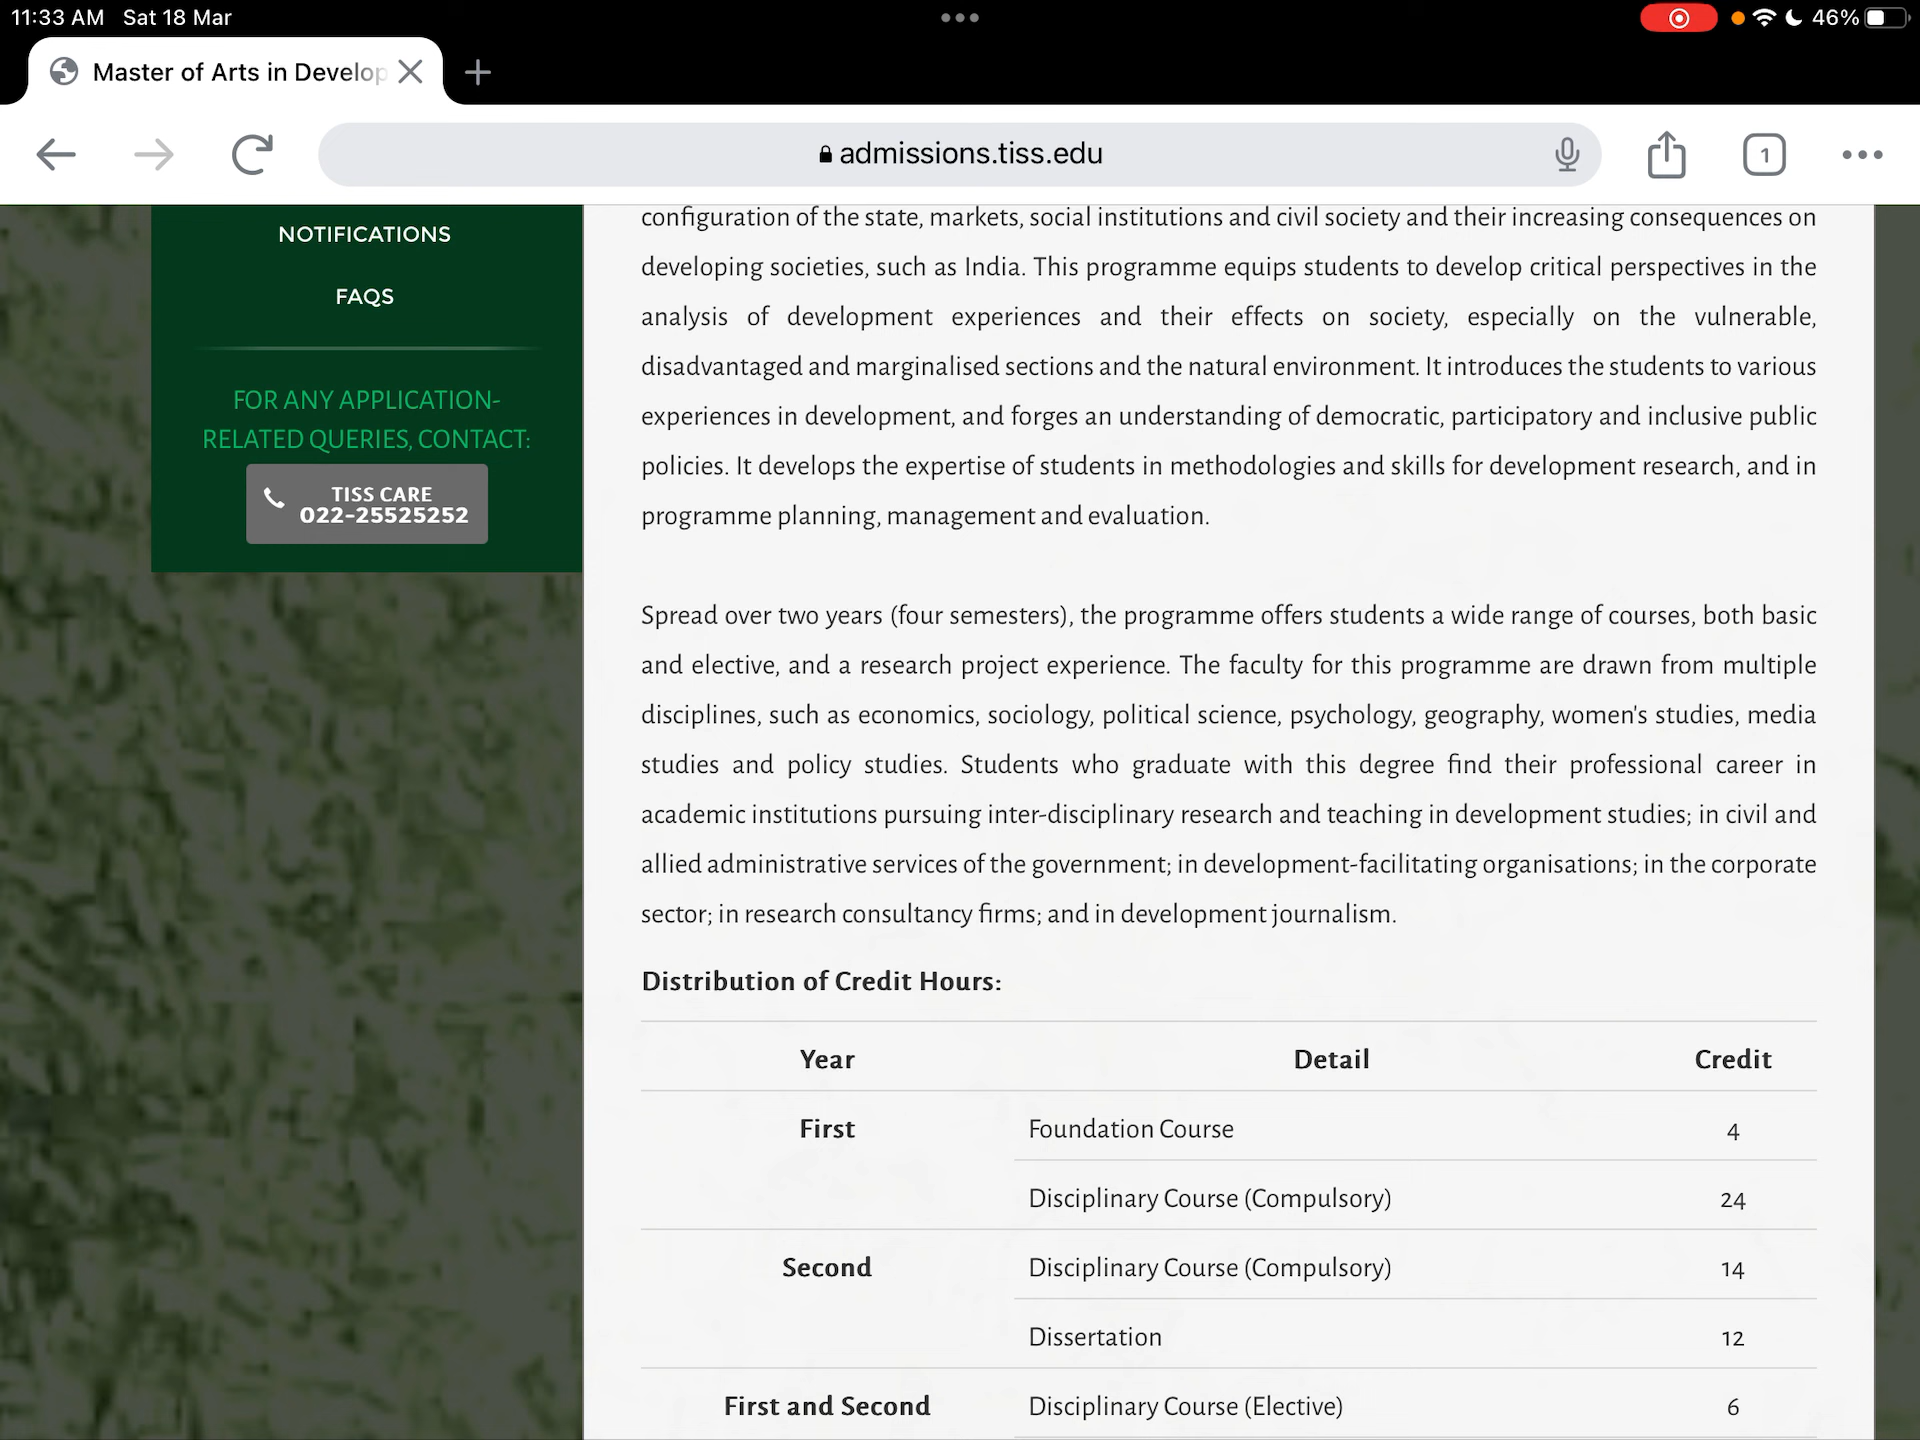 11:33 AM Sat 18 Mar
46%
Master of Arts in Develop
admissions.tiss.edu
1
NOTIFICATIONS
FAQS
FOR ANY APPLICATION-
RELATED QUERIES, CONTACT:
TISS CARE
022-25525252
configuration of the state, markets, social institutions and civil society and their increasing consequences on
developing societies, such as India. This programme equips students to develop critical perspectives in the
analysis of development experiences and their effects on society, especially on the vulnerable,
disadvantaged and marginalised sections and the natural environment. It introduces the students to various
experiences in development, and forges an understanding of democratic, participatory and inclusive public
policies. It develops the expertise of students in methodologies and skills for development research, and in
programme planning, management and evaluation.
Spread over two years (four semesters), the programme offers students a wide range of courses, both basic
and elective, and a research project experience. The faculty for this programme are drawn from multiple
disciplines, such as economics, sociology, political science, psychology, geography, women's studies, media
studies and policy studies. Students who graduate with this degree find their professional career in
academic institutions pursuing inter-disciplinary research and teaching in development studies; in civil and
allied administrative services of the government; in development-facilitating organisations; in the corporate
sector; in research consultancy firms; and in development journalism.
Distribution of Credit Hours:
Year Detail Credit
First Foundation Course 4
Disciplinary Course (Compulsory) 24
Second Disciplinary Course (Compulsory) 14
Dissertation 12
First and Second Disciplinary Course (Elective) 6